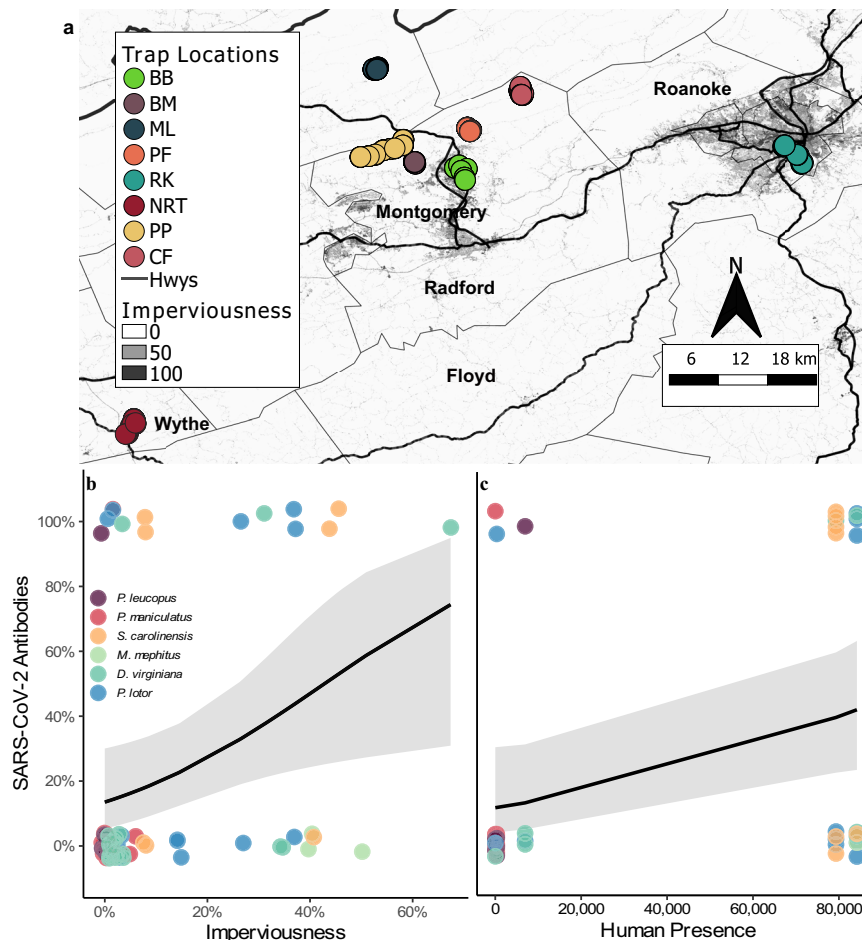 a
Trap Locations
BB
BM
ML
PF
RK
NRT
PP
CF
Hwys
Imperviousness
0
50
100
Roanoke
Montgomery
Radford
Floyd
Wythe
N
6 12 18 km
b
SARS-CoV-2 Antibodies
100%
80%
60%
40%
20%
0%
P. leucopus
P. maniculatus
S. carolinensis
M. mephitus
D. virginiana
P. lotor
0% 20% 40% 60%
Imperviousness
c
0 20,000 40,000 60,000 80,000
Human Presence